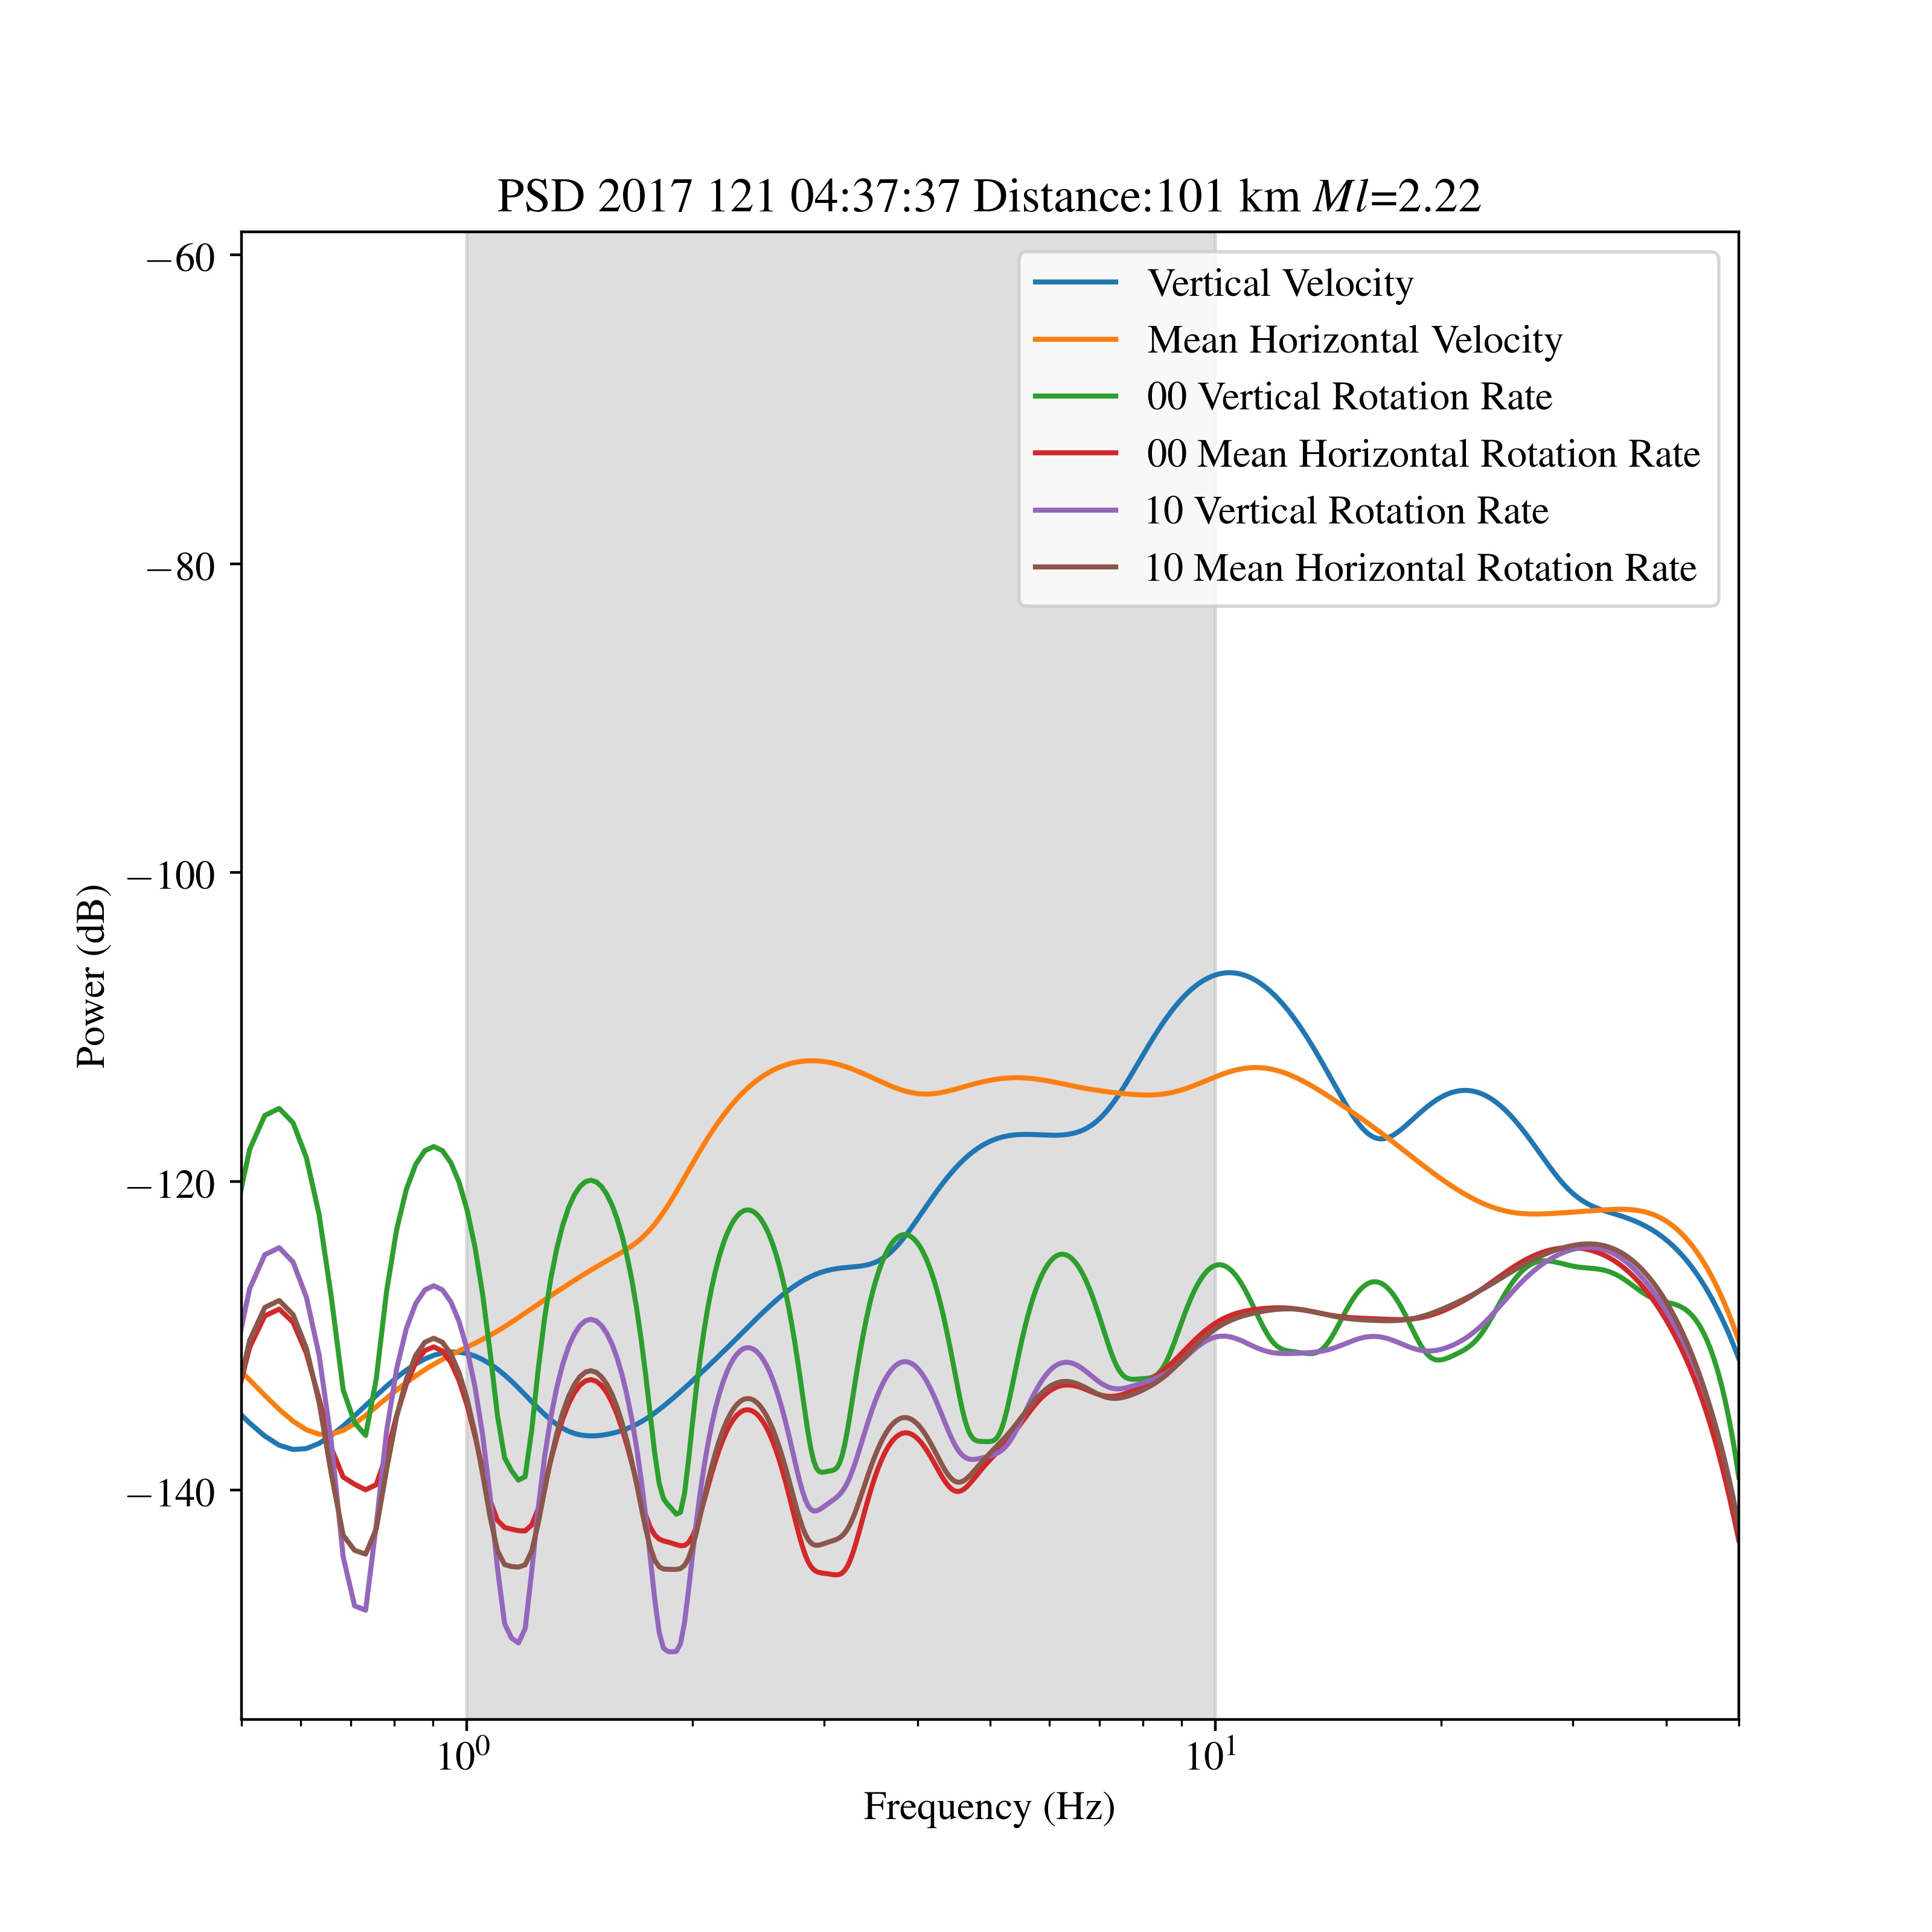 PSD 2017 121 04:37:37 Distance:101 km Ml=2.22
−60
−80
−100
−120
−140
Power (dB)
Vertical Velocity
Mean Horizontal Velocity
00 Vertical Rotation Rate
00 Mean Horizontal Rotation Rate
10 Vertical Rotation Rate
10 Mean Horizontal Rotation Rate
10⁰ 10¹
Frequency (Hz)